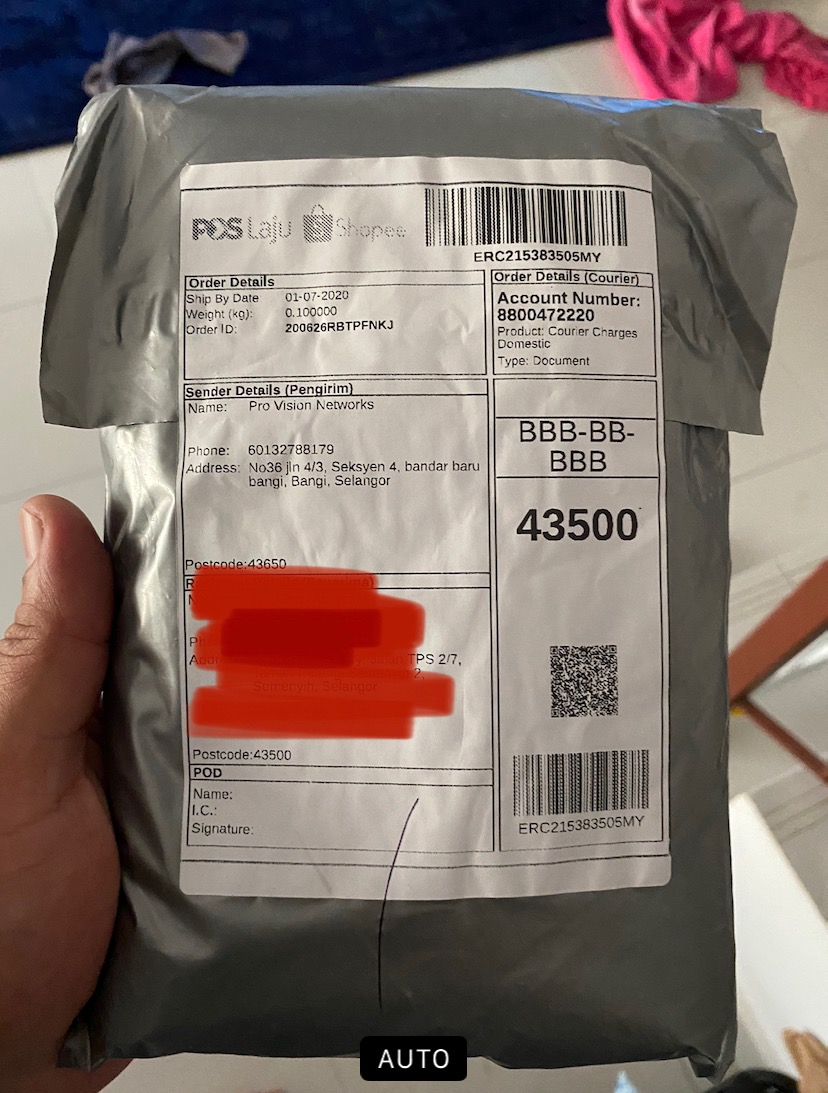 POS Laju Shopee
ERC215383505MY
Order Details
Ship By Date 01-07-2020
Weight (kg): 0.100000
Order ID: 200626RBTPFNKJ
Order Details (Courier)
Account Number:
8800472220
Product: Courier Charges
Domestic
Type: Document
Sender Details (Pengirim)
Name: Pro Vision Networks
Phone: 60132788179
Address: No36 jln 4/3, Seksyen 4, bandar baru
bangi, Bangi, Selangor
Postcode:43650
BBB-BB-
BBB
43500
TPS 2/7,
2,
Semenyih, Selangor
Postcode:43500
POD
Name:
I.C.:
Signature:
ERC215383505MY
AUTO